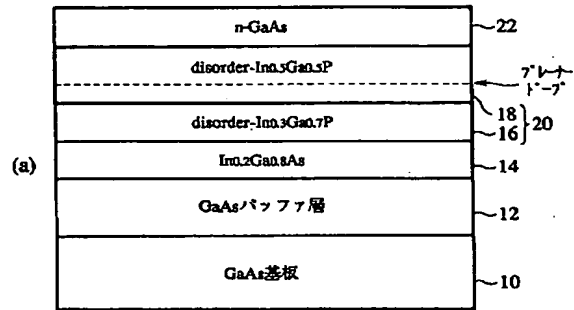 n-GaAs
22
disorder-In0.5Ga0.5P
プレーナ
ドープ
18
disorder-In0.3Ga0.7P
16
20
(a)
In0.2Ga0.8As
14
GaAsバッファ層
12
GaAs基板
10